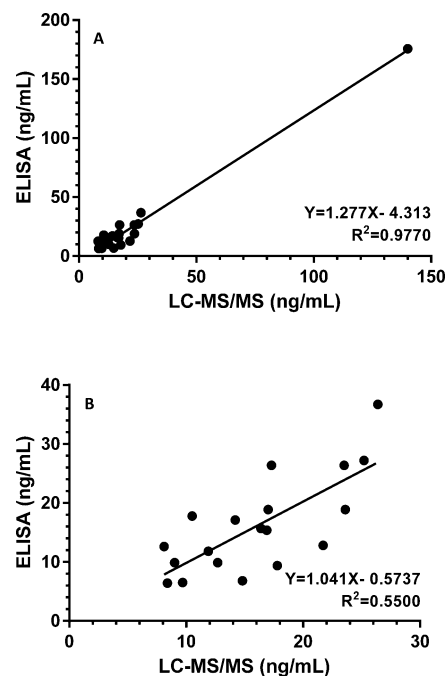 A
200
150
100
50
0
ELISA (ng/mL)
Y=1.277X- 4.313
R²=0.9770
0 50 100 150
LC-MS/MS (ng/mL)
B
40
30
20
10
0
ELISA (ng/mL)
Y=1.041X- 0.5737
R²=0.5500
0 10 20 30
LC-MS/MS (ng/mL)